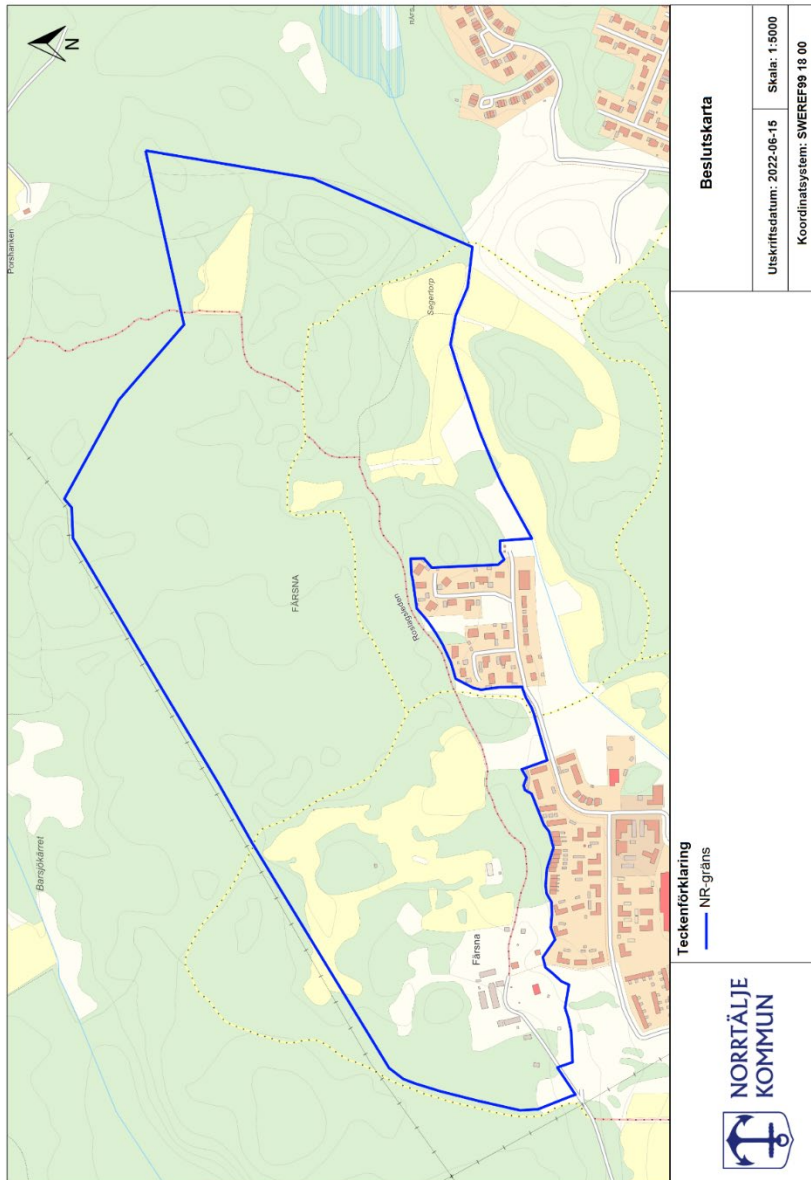 N
Porshanken
Barsjökärret
FÄRSNA
Segertorp
Roslagsleden
Färsna
Teckenförklaring
NR-gräns
NORRTÄLJE
KOMMUN
Beslutskarta
Utskriftsdatum: 2022-06-15
Skala: 1:5000
Koordinatsystem: SWEREF99 18 00